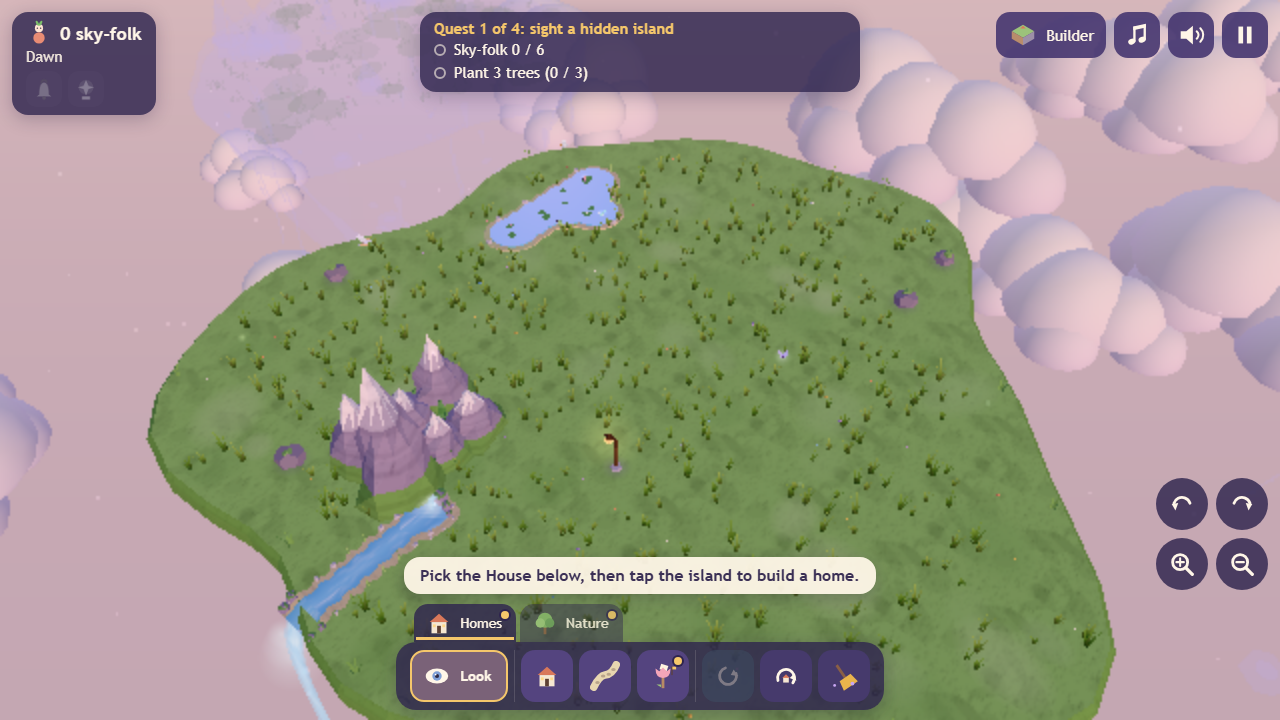 0 sky-folk
Dawn
Quest 1 of 4: sight a hidden island
Sky-folk 0 / 6
Plant 3 trees (0 / 3)
Builder
Pick the House below, then tap the island to build a home.
Homes
Nature
Look